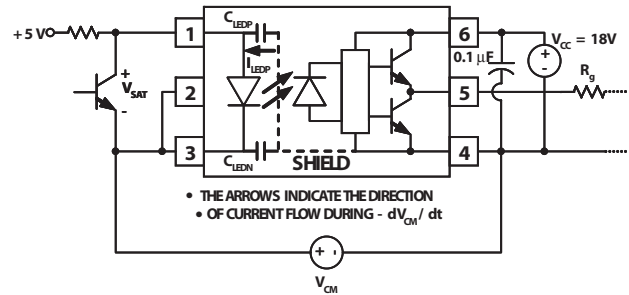 C_LEDP
+5 V
1
6
V_CC = 18V
I_LEDP
0.1 µF
+
-
+
V_SAT
-
2
5
R_g
3
4
C_LEDN
SHIELD
• THE ARROWS INDICATE THE DIRECTION
• OF CURRENT FLOW DURING - dV_CM / dt
+ -
V_CM